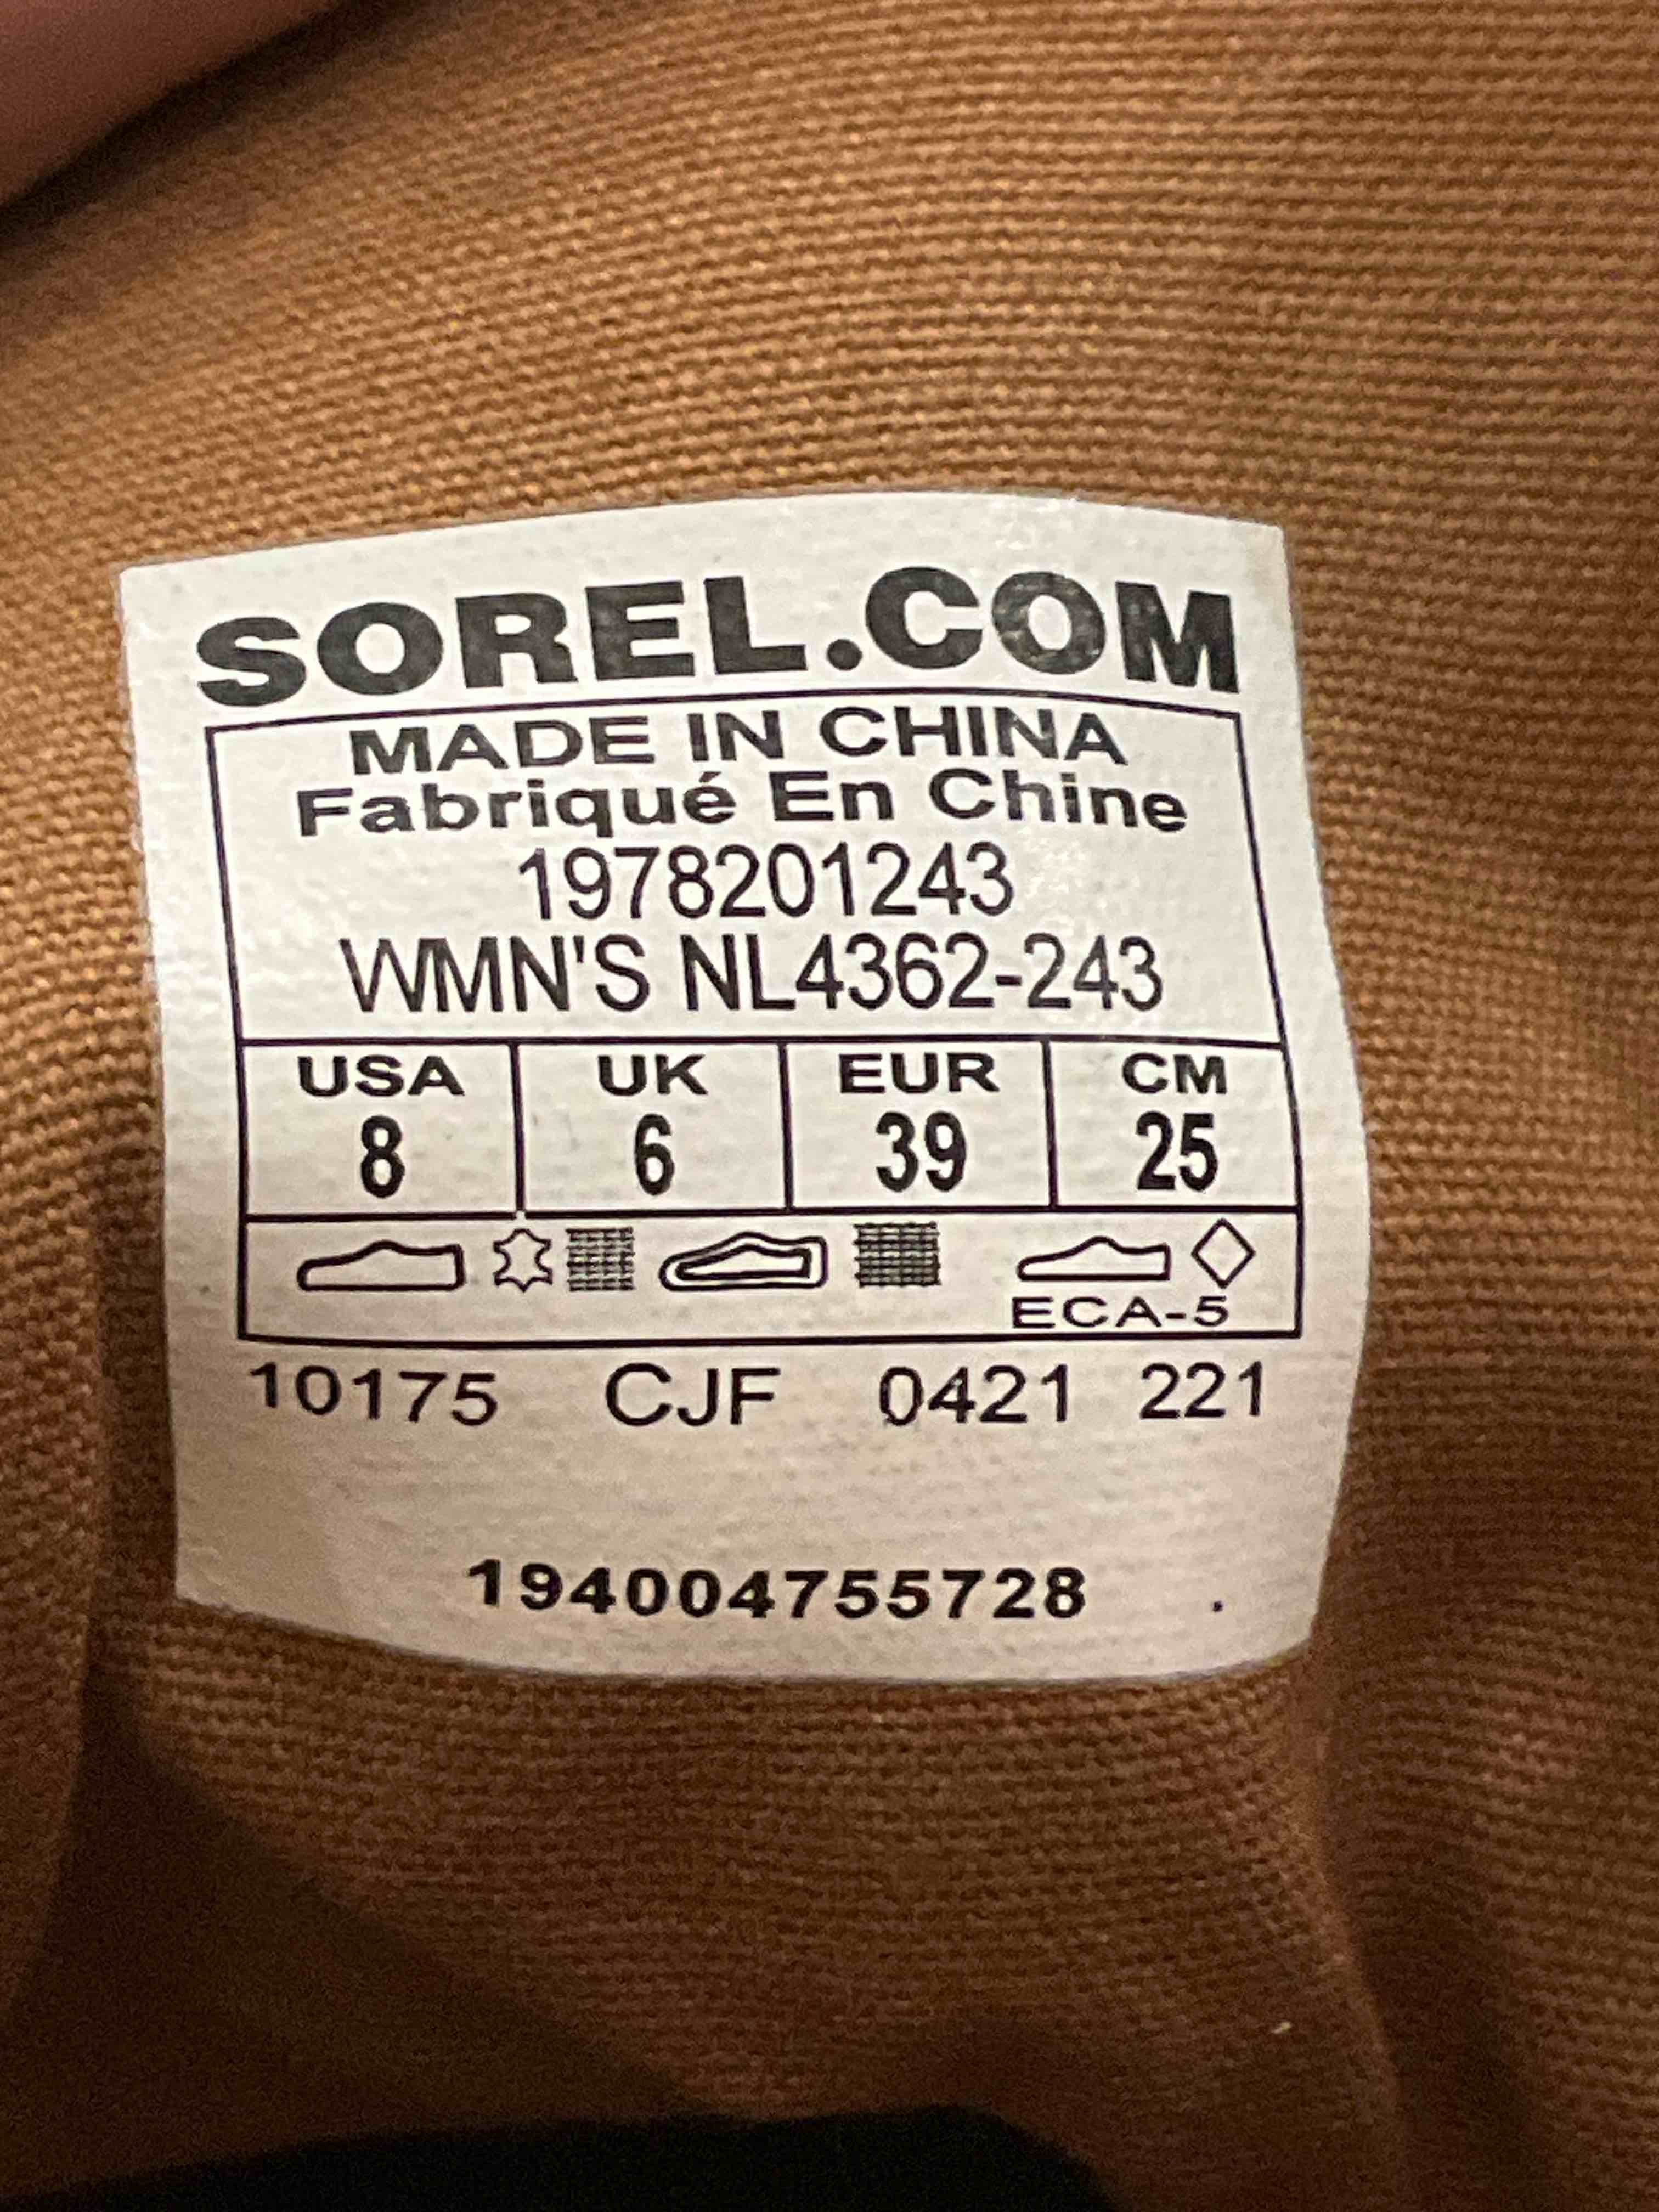 SOREL.COM
MADE IN CHINA
Fabriqué En Chine
1978201243
WMN'S NL4362-243
USA UK EUR CM
8 6 39 25
ECA-5
10175 CJF 0421 221
194004755728 .